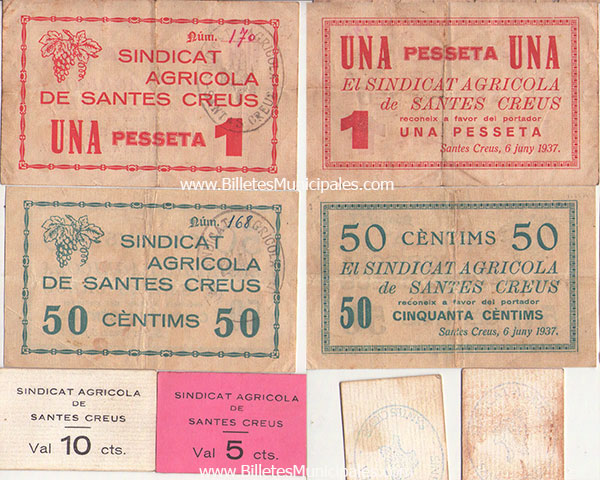 Núm. 170
SINDICAT
AGRICOLA
DE SANTES CREUS
UNA PESSETA 1
UNA PESSETA UNA
EL SINDICAT AGRICOLA
de SANTES CREUS
reconeix a favor del portador
1 UNA PESSETA
Santes Creus, 6 juny 1937.
www.BilletesMunicipales.com
Núm. 168
SINDICAT
AGRICOLA
DE SANTES CREUS
50 CÈNTIMS 50
50 CÈNTIMS 50
EL SINDICAT AGRICOLA
de SANTES CREUS
reconeix a favor del portador
50 CINQUANTA CÈNTIMS
Santes Creus, 6 juny 1937.
www.BilletesMunicipales.com
SINDICAT AGRICOLA
DE
SANTES CREUS
Val 10 cts.
SINDICAT AGRICOLA
DE
SANTES CREUS
Val 5 cts.
www.BilletesMunicipales.com